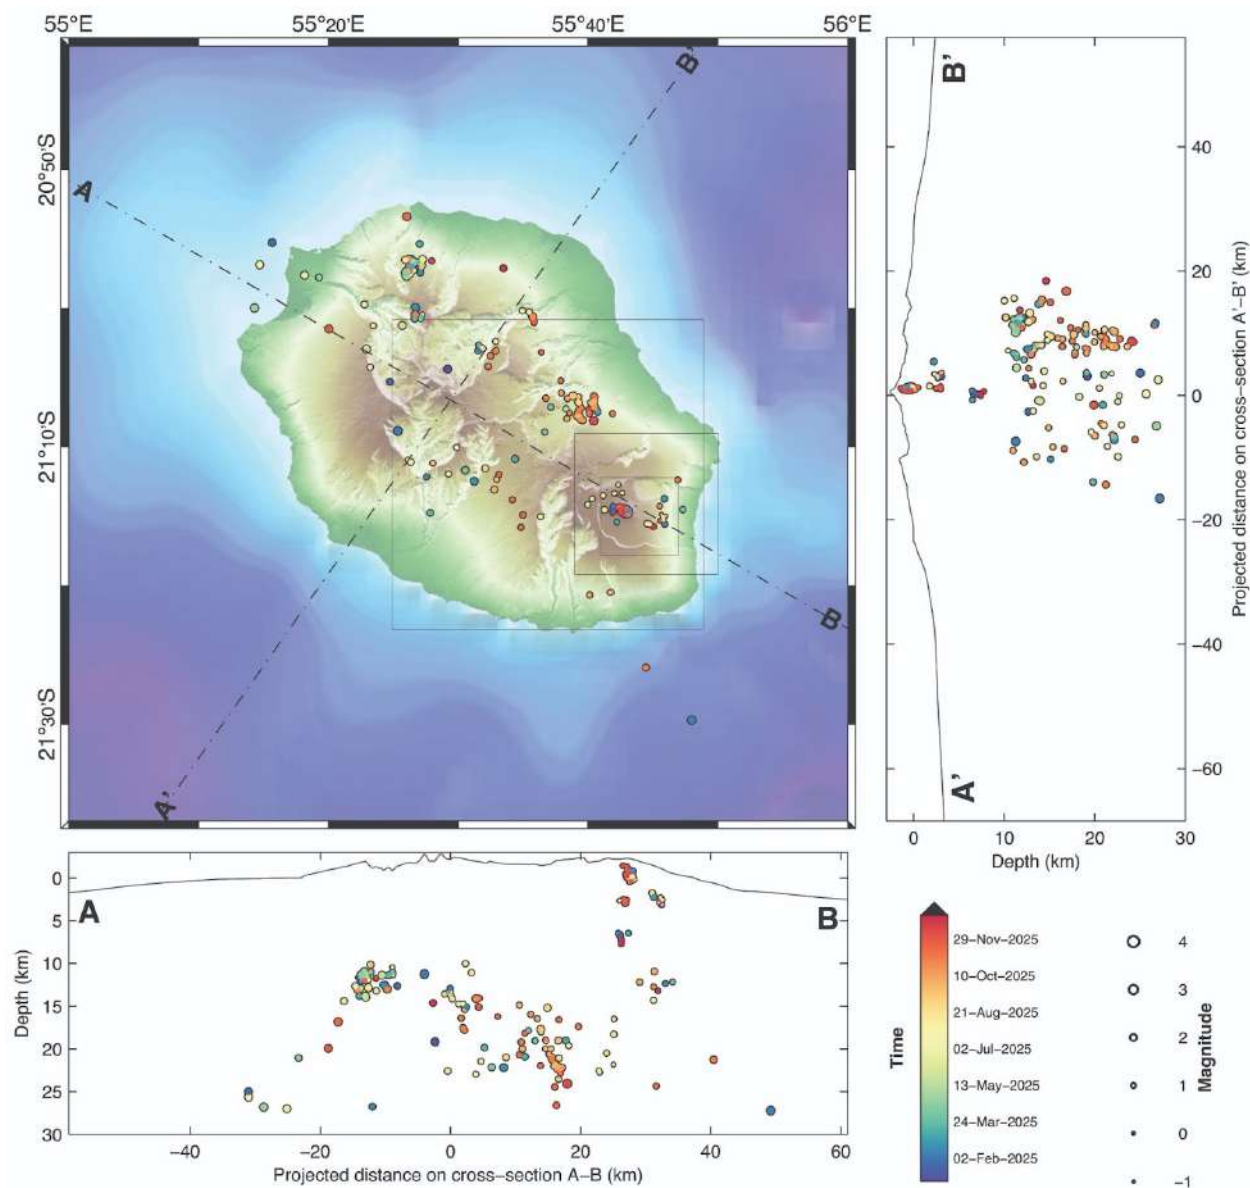 55°E 55°20'E 55°40'E 56°E
20°50'S
21°10'S
21°30'S
A
B'
B
A'
B'
A'
40
20
0
−20
−40
−60
Projected distance on cross−section A'−B' (km)
0 10 20 30
Depth (km)
A
B
0
5
10
15
20
25
30
Depth (km)
−40 −20 0 20 40 60
Projected distance on cross−section A−B (km)
Time
29−Nov−2025
10−Oct−2025
21−Aug−2025
02−Jul−2025
13−May−2025
24−Mar−2025
02−Feb−2025
4
3
2
1
0
−1
Magnitude